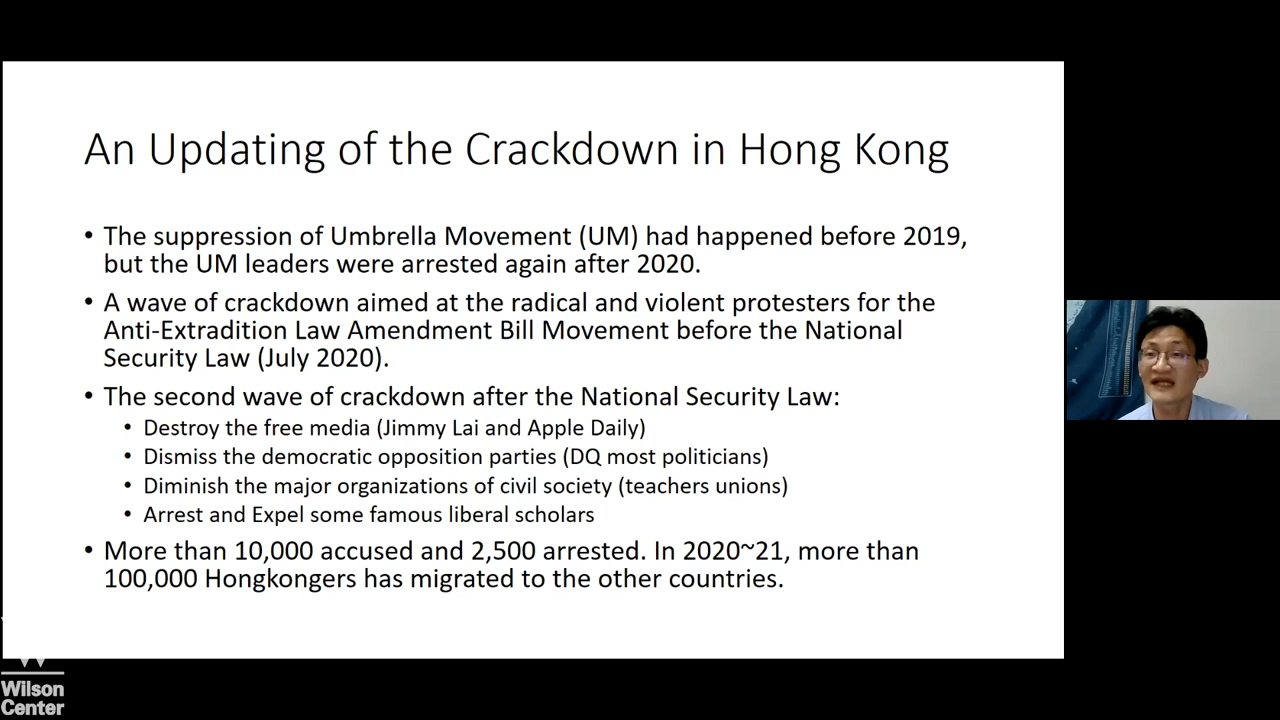 An Updating of the Crackdown in Hong Kong
• The suppression of Umbrella Movement (UM) had happened before 2019,
but the UM leaders were arrested again after 2020.
• A wave of crackdown aimed at the radical and violent protesters for the
Anti-Extradition Law Amendment Bill Movement before the National
Security Law (July 2020).
• The second wave of crackdown after the National Security Law:
• Destroy the free media (Jimmy Lai and Apple Daily)
• Dismiss the democratic opposition parties (DQ most politicians)
• Diminish the major organizations of civil society (teachers unions)
• Arrest and Expel some famous liberal scholars
• More than 10,000 accused and 2,500 arrested. In 2020~21, more than
100,000 Hongkongers has migrated to the other countries.
Wilson
Center